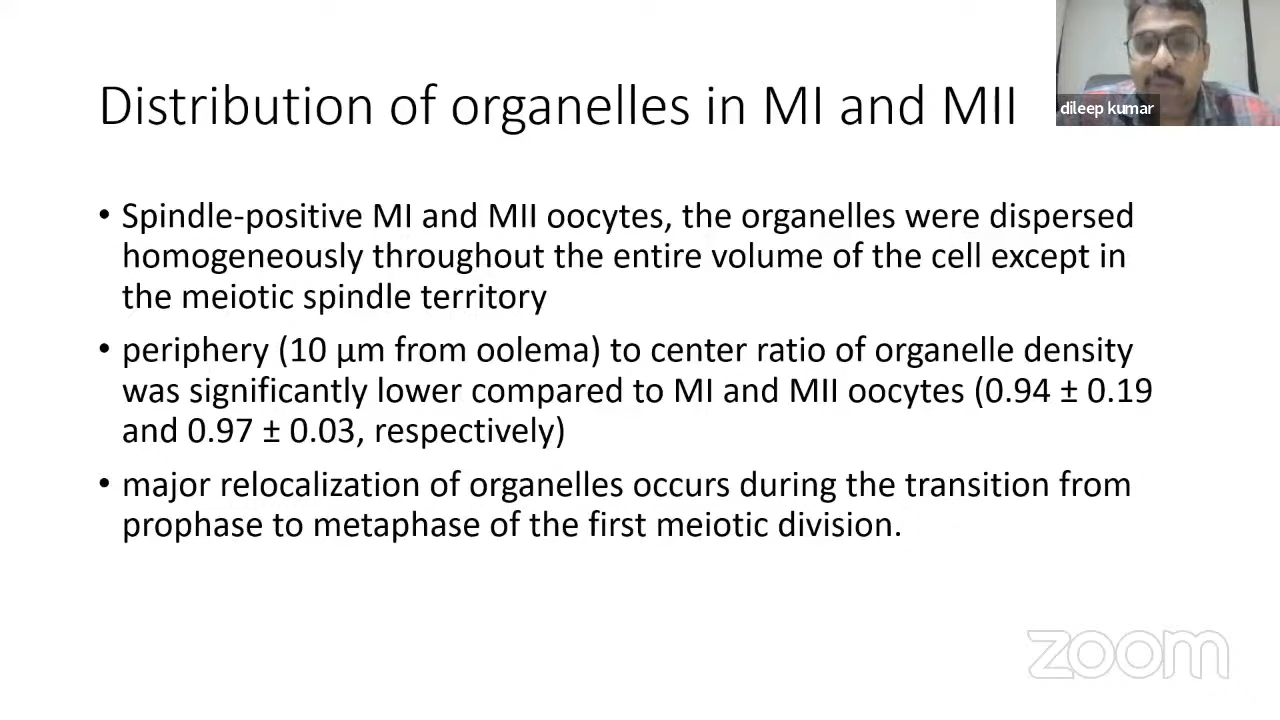 Distribution of organelles in MI and MII
dileep kumar
• Spindle-positive MI and MII oocytes, the organelles were dispersed
homogeneously throughout the entire volume of the cell except in
the meiotic spindle territory
• periphery (10 µm from oolema) to center ratio of organelle density
was significantly lower compared to MI and MII oocytes (0.94 ± 0.19
and 0.97 ± 0.03, respectively)
• major relocalization of organelles occurs during the transition from
prophase to metaphase of the first meiotic division.
zoom